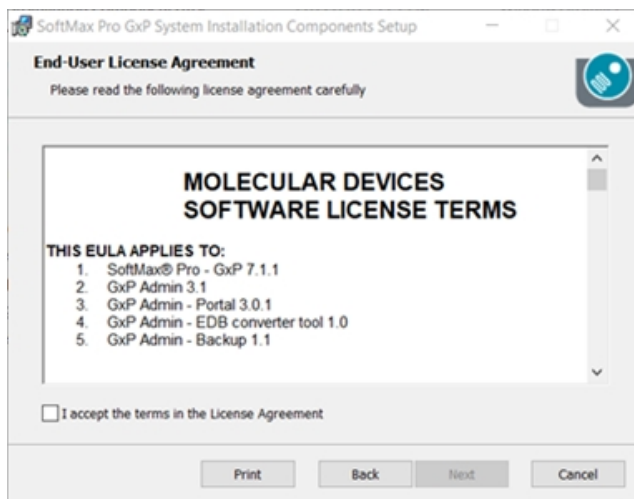 SoftMax Pro GxP System Installation Components Setup
End-User License Agreement
Please read the following license agreement carefully
MOLECULAR DEVICES
SOFTWARE LICENSE TERMS
THIS EULA APPLIES TO:
1. SoftMax® Pro - GxP 7.1.1
2. GxP Admin 3.1
3. GxP Admin - Portal 3.0.1
4. GxP Admin - EDB converter tool 1.0
5. GxP Admin - Backup 1.1
I accept the terms in the License Agreement
Print Back Next Cancel